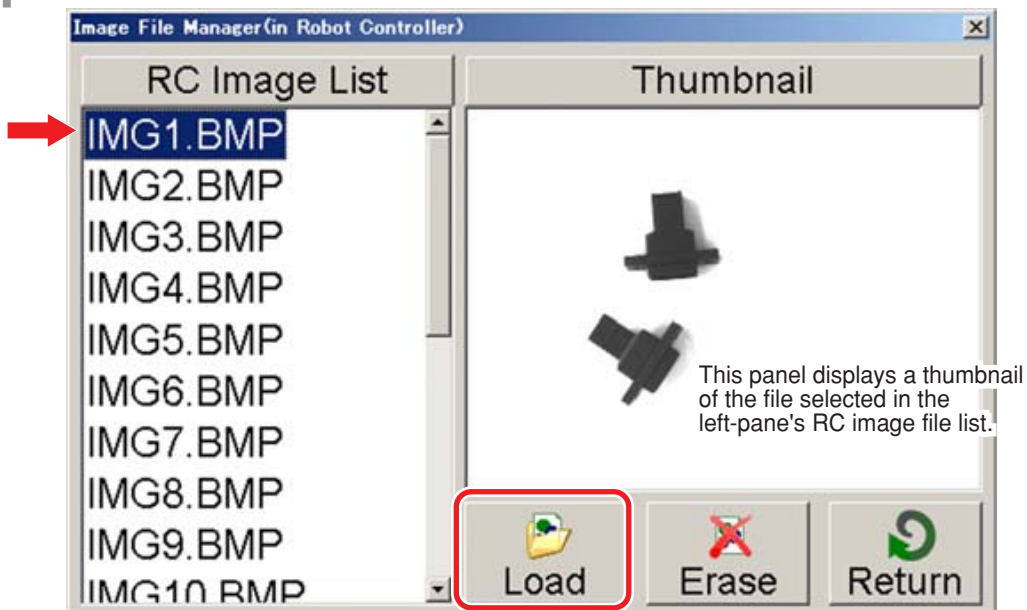 Image File Manager(in Robot Controller)
RC Image List
Thumbnail
IMG1.BMP
IMG2.BMP
IMG3.BMP
IMG4.BMP
IMG5.BMP
IMG6.BMP
IMG7.BMP
IMG8.BMP
IMG9.BMP
IMG10.BMP
This panel displays a thumbnail
of the file selected in the
left-pane's RC image file list.
Load
Erase
Return